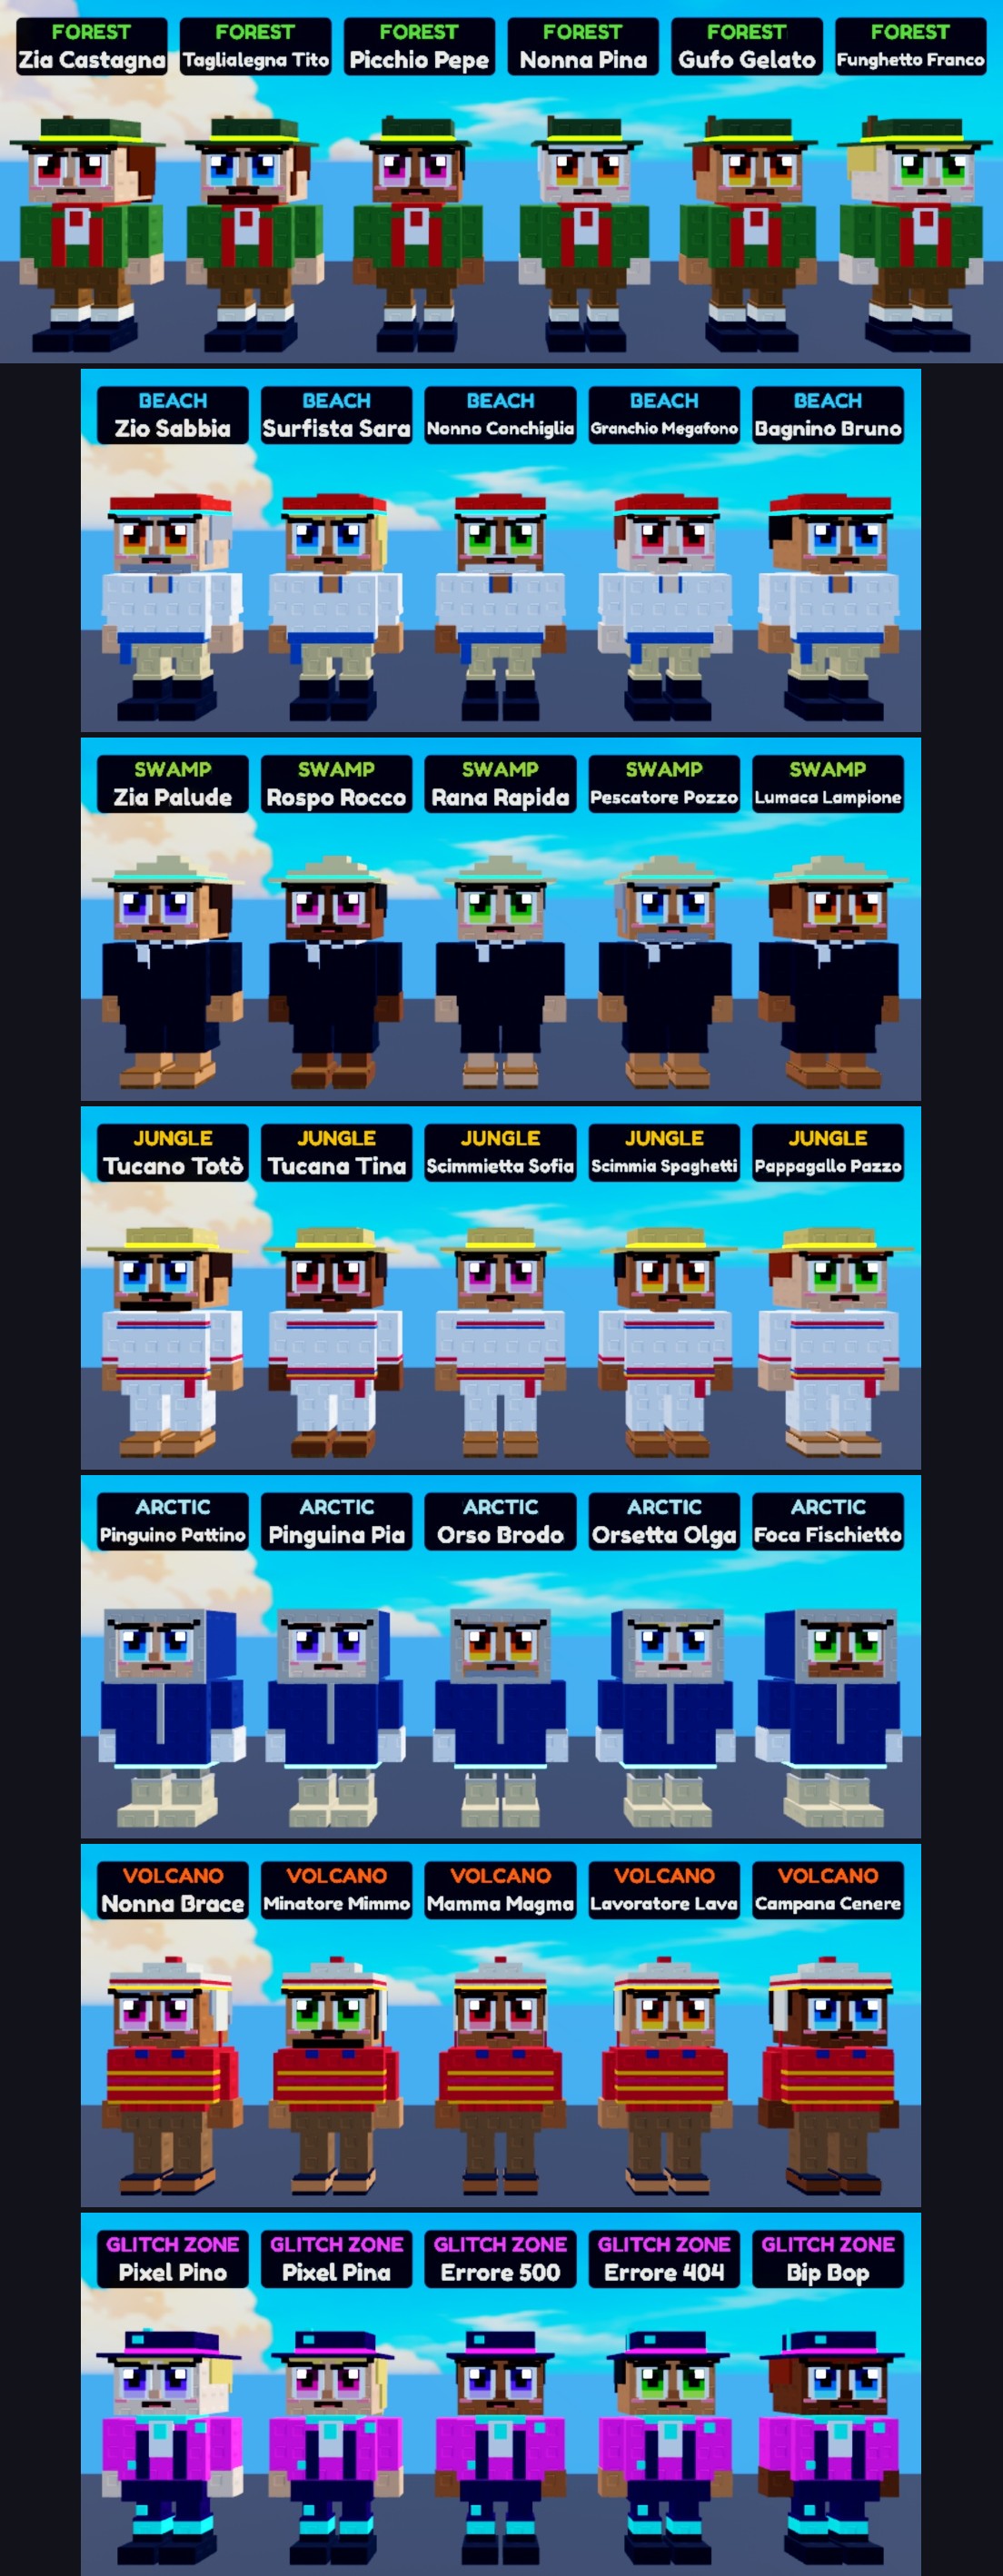 FOREST
Zia Castagna
FOREST
Taglialegna Tito
FOREST
Picchio Pepe
FOREST
Nonna Pina
FOREST
Gufo Gelato
FOREST
Funghetto Franco
BEACH
Zio Sabbia
BEACH
Surfista Sara
BEACH
Nonno Conchiglia
BEACH
Granchio Megafono
BEACH
Bagnino Bruno
SWAMP
Zia Palude
SWAMP
Rospo Rocco
SWAMP
Rana Rapida
SWAMP
Pescatore Pozzo
SWAMP
Lumaca Lampione
JUNGLE
Tucano Totò
JUNGLE
Tucana Tina
JUNGLE
Scimmietta Sofia
JUNGLE
Scimmia Spaghetti
JUNGLE
Pappagallo Pazzo
ARCTIC
Pinguino Pattino
ARCTIC
Pinguina Pia
ARCTIC
Orso Brodo
ARCTIC
Orsetta Olga
ARCTIC
Foca Fischietto
VOLCANO
Nonna Brace
VOLCANO
Minatore Mimmo
VOLCANO
Mamma Magma
VOLCANO
Lavoratore Lava
VOLCANO
Campana Cenere
GLITCH ZONE
Pixel Pino
GLITCH ZONE
Pixel Pina
GLITCH ZONE
Errore 500
GLITCH ZONE
Errore 404
GLITCH ZONE
Bip Bop